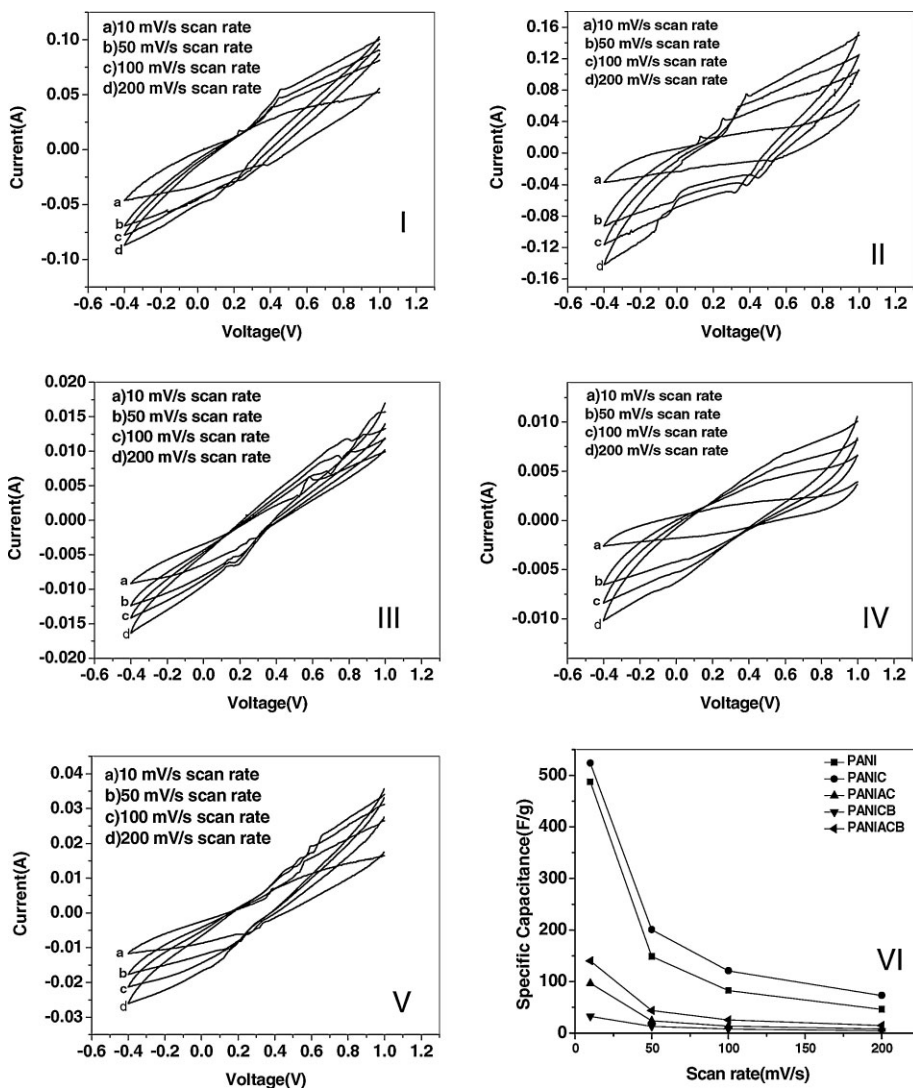 a)10 mV/s scan rate
b)50 mV/s scan rate
c)100 mV/s scan rate
d)200 mV/s scan rate
0.10
0.05
0.00
-0.05
-0.10
Current(A)
a
b
c
d
I
-0.6 -0.4 -0.2 0.0 0.2 0.4 0.6 0.8 1.0 1.2
Voltage(V)
a)10 mV/s scan rate
b)50 mV/s scan rate
c)100 mV/s scan rate
d)200 mV/s scan rate
0.16
0.12
0.08
0.04
0.00
-0.04
-0.08
-0.12
-0.16
Current(A)
a
b
c
d
II
-0.6 -0.4 -0.2 0.0 0.2 0.4 0.6 0.8 1.0 1.2
Voltage(V)
a)10 mV/s scan rate
b)50 mV/s scan rate
c)100 mV/s scan rate
d)200 mV/s scan rate
0.020
0.015
0.010
0.005
0.000
-0.005
-0.010
-0.015
-0.020
Current(A)
a
b
c
d
III
-0.6 -0.4 -0.2 0.0 0.2 0.4 0.6 0.8 1.0 1.2
Voltage(V)
a)10 mV/s scan rate
b)50 mV/s scan rate
c)100 mV/s scan rate
d)200 mV/s scan rate
0.010
0.005
0.000
-0.005
-0.010
Current(A)
a
b
c
d
IV
-0.6 -0.4 -0.2 0.0 0.2 0.4 0.6 0.8 1.0 1.2
Voltage(V)
a)10 mV/s scan rate
b)50 mV/s scan rate
c)100 mV/s scan rate
d)200 mV/s scan rate
0.04
0.03
0.02
0.01
0.00
-0.01
-0.02
-0.03
Current(A)
a
b
c
d
V
-0.6 -0.4 -0.2 0.0 0.2 0.4 0.6 0.8 1.0 1.2
Voltage(V)
PANI
PANIC
PANIAC
PANICB
PANIACB
500
400
300
200
100
0
Specific Capacitance(F/g)
VI
0 50 100 150 200
Scan rate(mV/s)